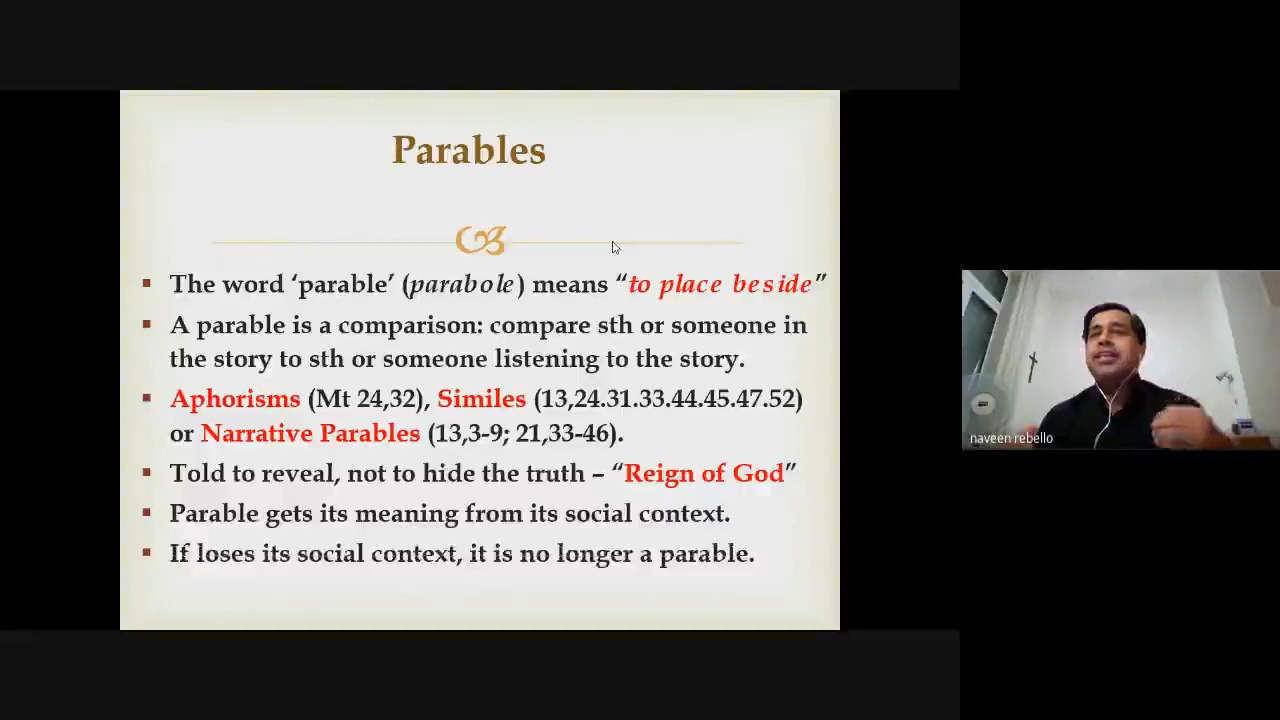 Parables
▪ The word ‘parable’ (parabole) means “to place beside”
▪ A parable is a comparison: compare sth or someone in
the story to sth or someone listening to the story.
▪ Aphorisms (Mt 24,32), Similes (13,24.31.33.44.45.47.52)
or Narrative Parables (13,3-9; 21,33-46).
▪ Told to reveal, not to hide the truth – “Reign of God”
▪ Parable gets its meaning from its social context.
▪ If loses its social context, it is no longer a parable.
naveen rebello